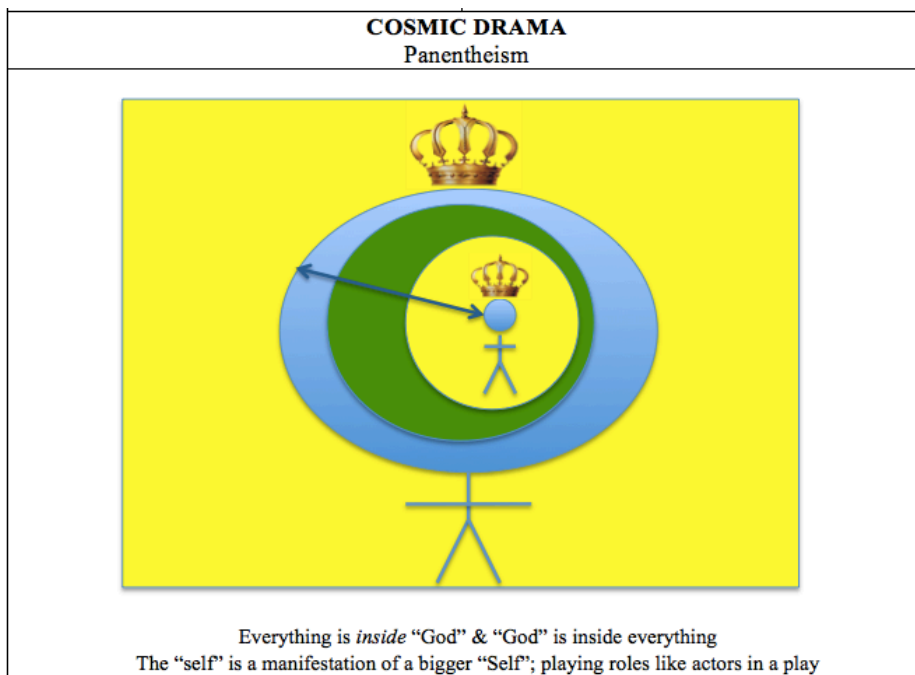 COSMIC DRAMA
Panentheism
Everything is inside “God” & “God” is inside everything
The “self” is a manifestation of a bigger “Self”; playing roles like actors in a play